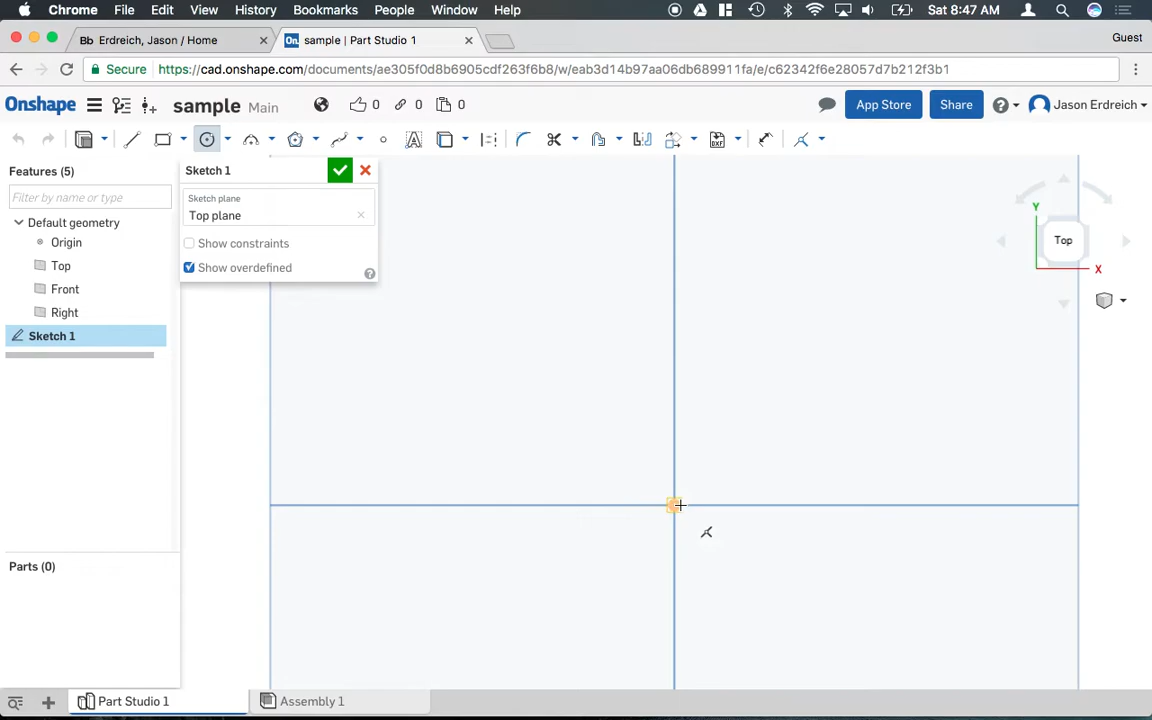 Chrome File Edit View History Bookmarks People Window Help Sat 8:47 AM
Bb Erdreich, Jason / Home
On sample | Part Studio 1
Guest
Secure https://cad.onshape.com/documents/ae305f0d8b6905cdf263f6b8/w/eab3d14b97aa06db689911fa/e/c62342f6e28057d7b212f3b1
Onshape sample Main 0 0 0 App Store Share Jason Erdreich
DXF
Features (5)
Filter by name or type
Default geometry
Origin
Top
Front
Right
Sketch 1
Sketch 1
Sketch plane
Top plane
Show constraints
Show overdefined
Y
Top
X
Parts (0)
Part Studio 1 Assembly 1